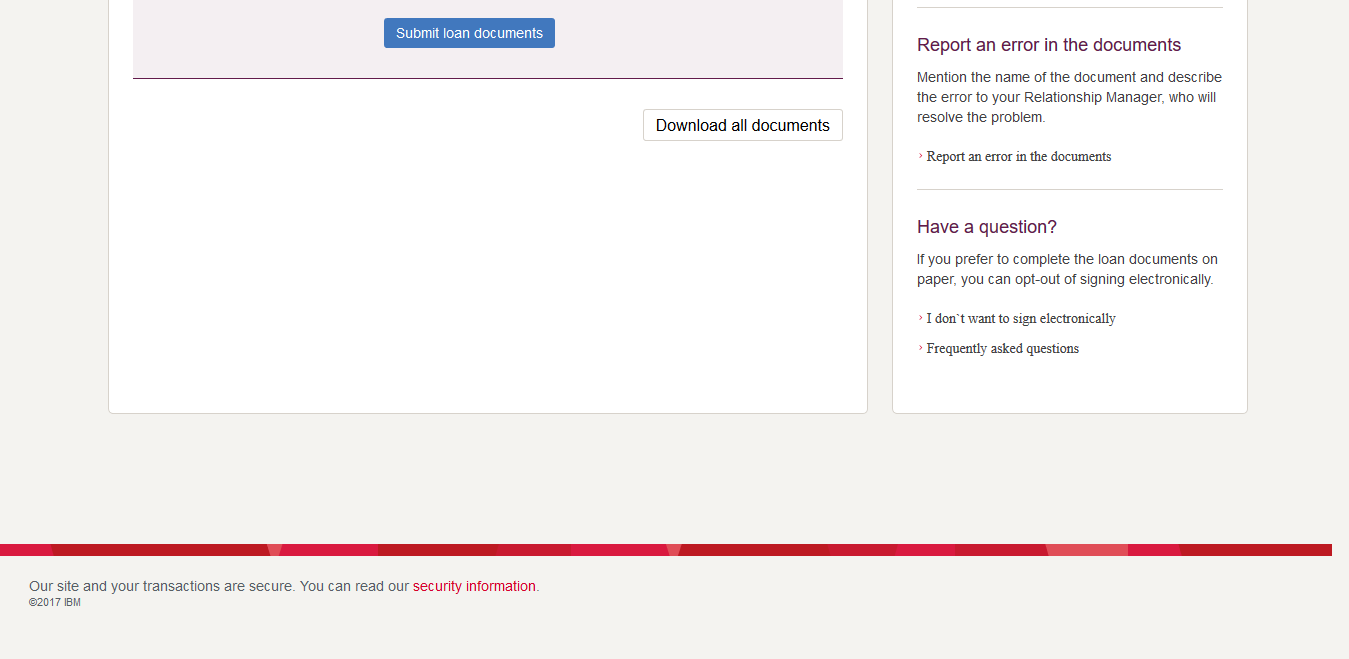 Submit loan documents
Download all documents
Report an error in the documents
Mention the name of the document and describe
the error to your Relationship Manager, who will
resolve the problem.
› Report an error in the documents
Have a question?
If you prefer to complete the loan documents on
paper, you can opt-out of signing electronically.
› I don`t want to sign electronically
› Frequently asked questions
Our site and your transactions are secure. You can read our security information.
©2017 IBM